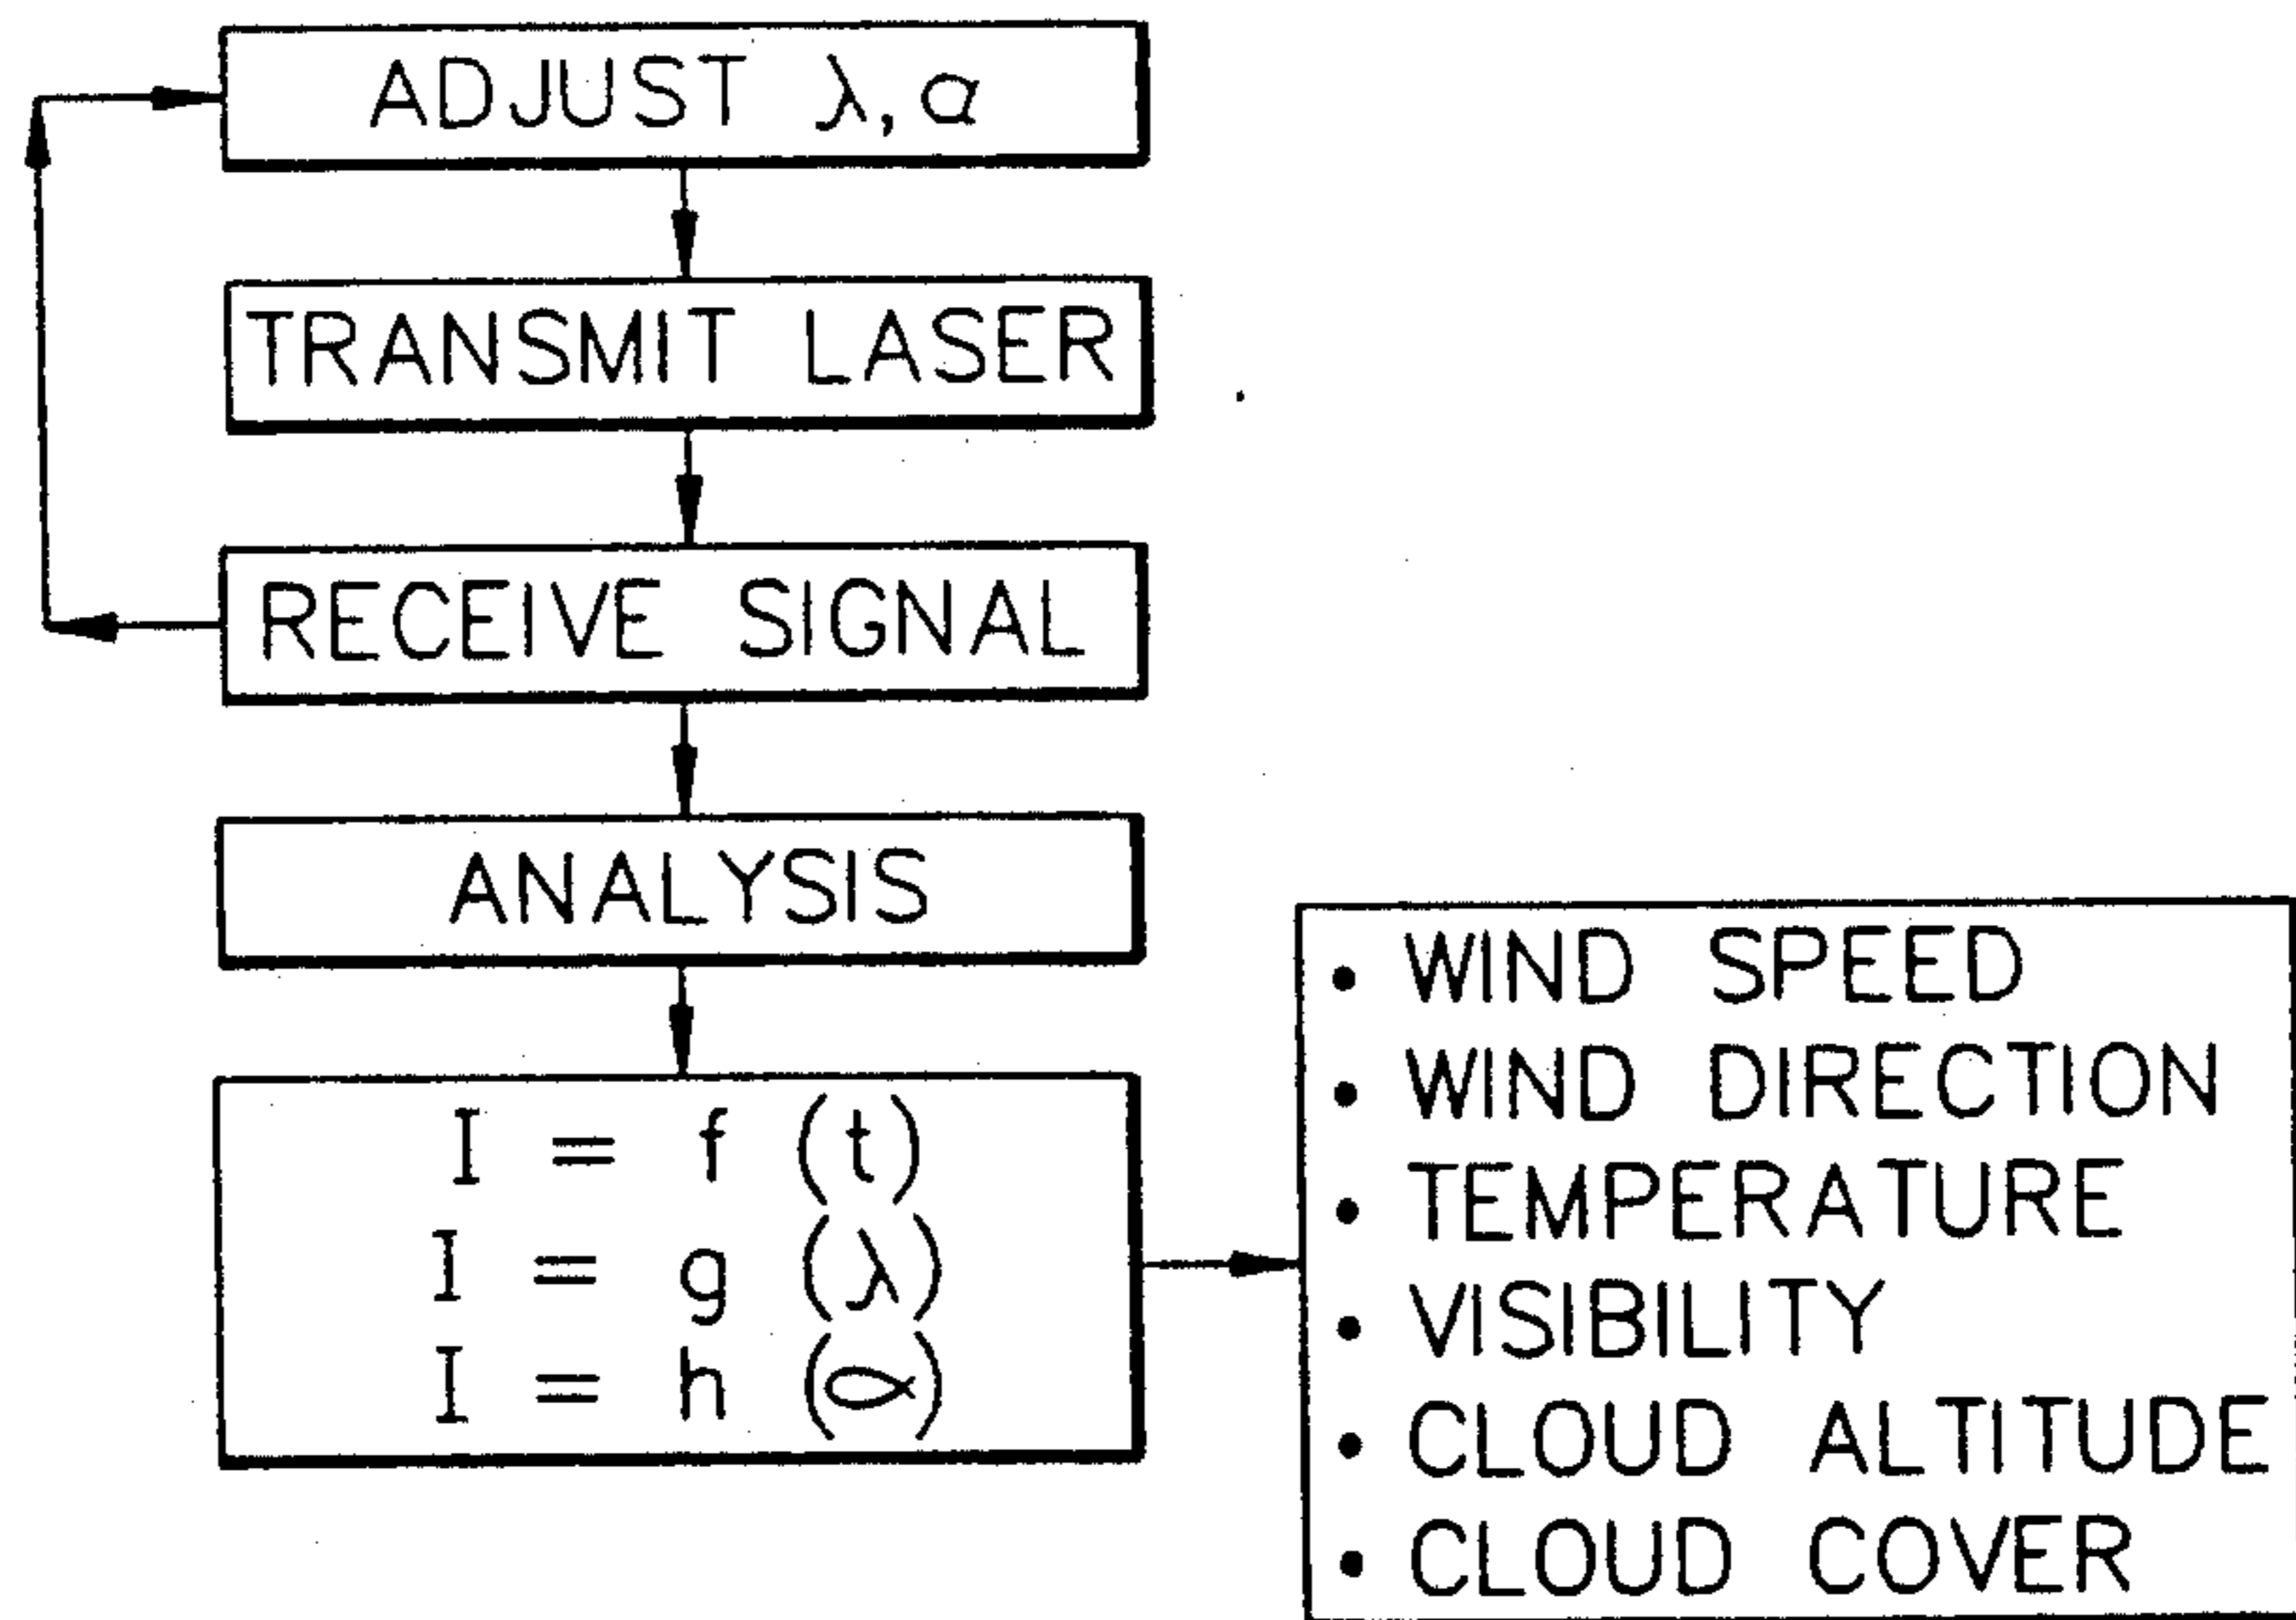 ADJUST λ, α
TRANSMIT LASER
RECEIVE SIGNAL
ANALYSIS
I = f (t)
I = g (λ)
I = h (α)
• WIND SPEED
• WIND DIRECTION
• TEMPERATURE
• VISIBILITY
• CLOUD ALTITUDE
• CLOUD COVER